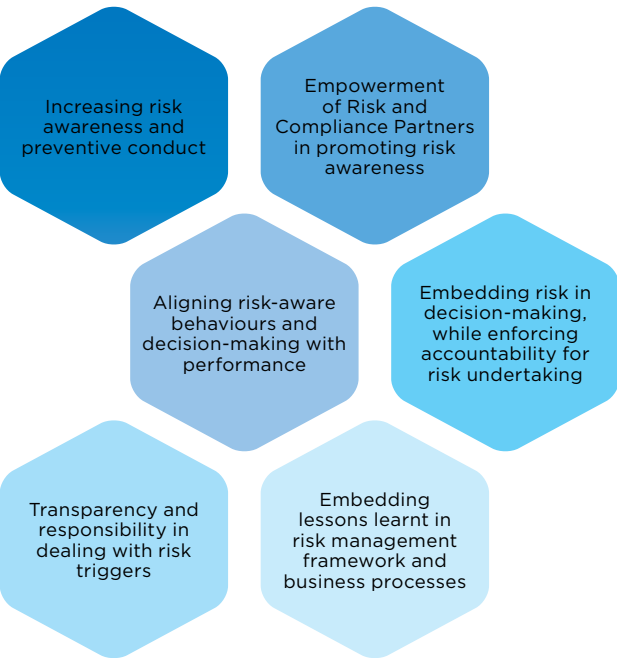 Increasing risk
awareness and
preventive conduct
Empowerment
of Risk and
Compliance Partners
in promoting risk
awareness
Aligning risk-aware
behaviours and
decision-making with
performance
Embedding risk in
decision-making,
while enforcing
accountability for
risk undertaking
Transparency and
responsibility in
dealing with risk
triggers
Embedding
lessons learnt in
risk management
framework and
business processes